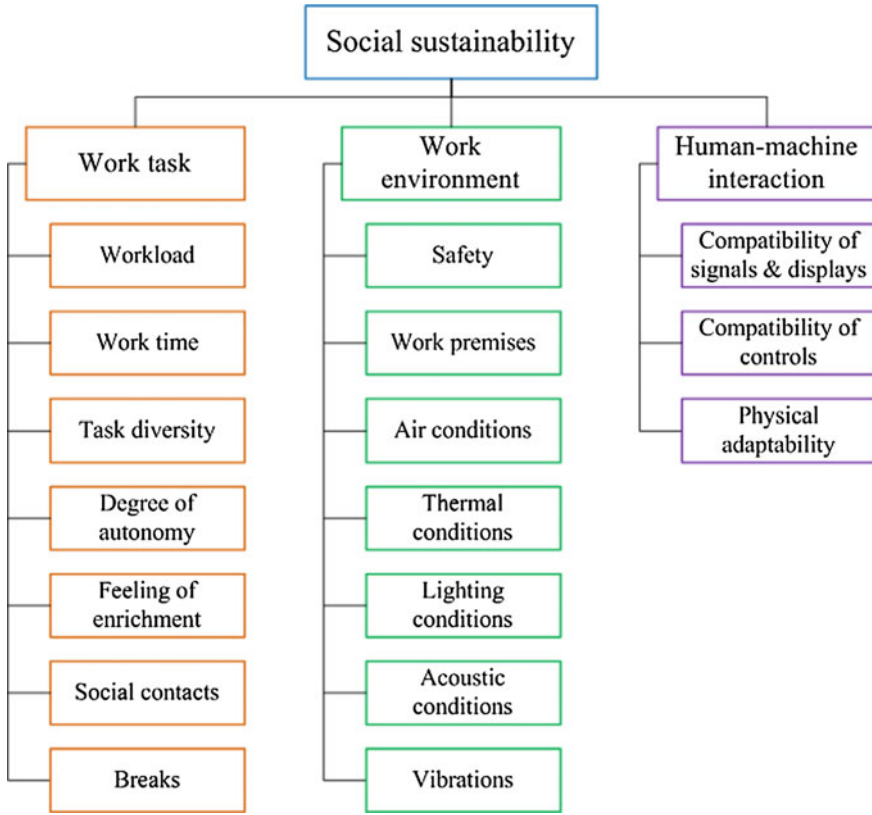 Social sustainability
Work task
Workload
Work time
Task diversity
Degree of
autonomy
Feeling of
enrichment
Social contacts
Breaks
Work
environment
Safety
Work premises
Air conditions
Thermal
conditions
Lighting
conditions
Acoustic
conditions
Vibrations
Human-machine
interaction
Compatibility of
signals & displays
Compatibility of
controls
Physical
adaptability